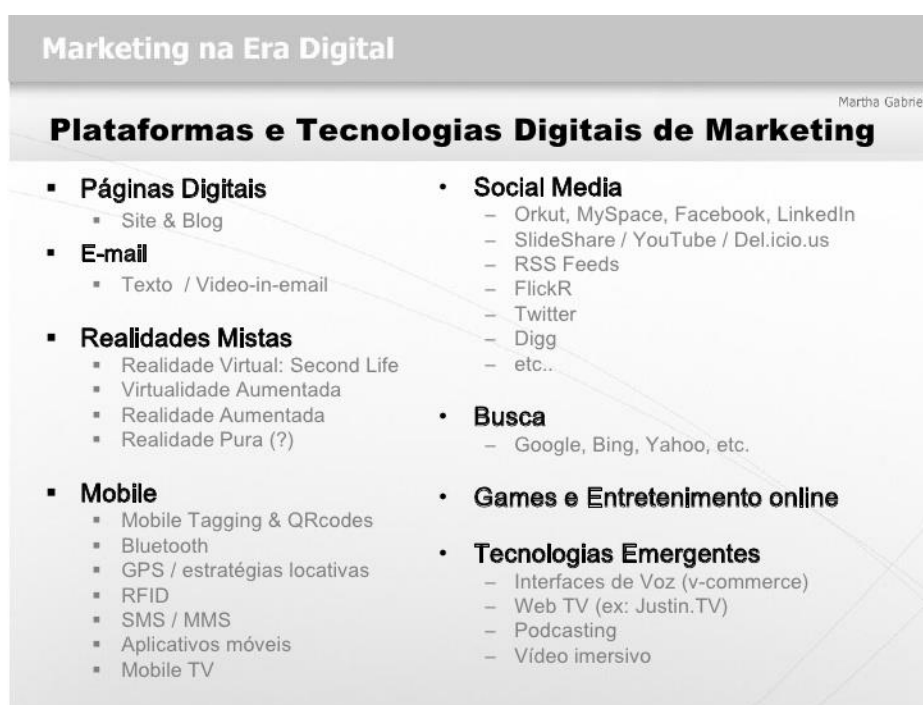 Marketing na Era Digital
Martha Gabrie
Plataformas e Tecnologias Digitais de Marketing
▪ Páginas Digitais
▪ Site & Blog
▪ E-mail
▪ Texto / Video-in-email
▪ Realidades Mistas
▪ Realidade Virtual: Second Life
▪ Virtualidade Aumentada
▪ Realidade Aumentada
▪ Realidade Pura (?)
▪ Mobile
▪ Mobile Tagging & QRcodes
▪ Bluetooth
▪ GPS / estratégias locativas
▪ RFID
▪ SMS / MMS
▪ Aplicativos móveis
▪ Mobile TV
• Social Media
– Orkut, MySpace, Facebook, LinkedIn
– SlideShare / YouTube / Del.icio.us
– RSS Feeds
– FlickR
– Twitter
– Digg
– etc..
• Busca
– Google, Bing, Yahoo, etc.
• Games e Entretenimento online
• Tecnologias Emergentes
– Interfaces de Voz (v-commerce)
– Web TV (ex: Justin.TV)
– Podcasting
– Vídeo imersivo